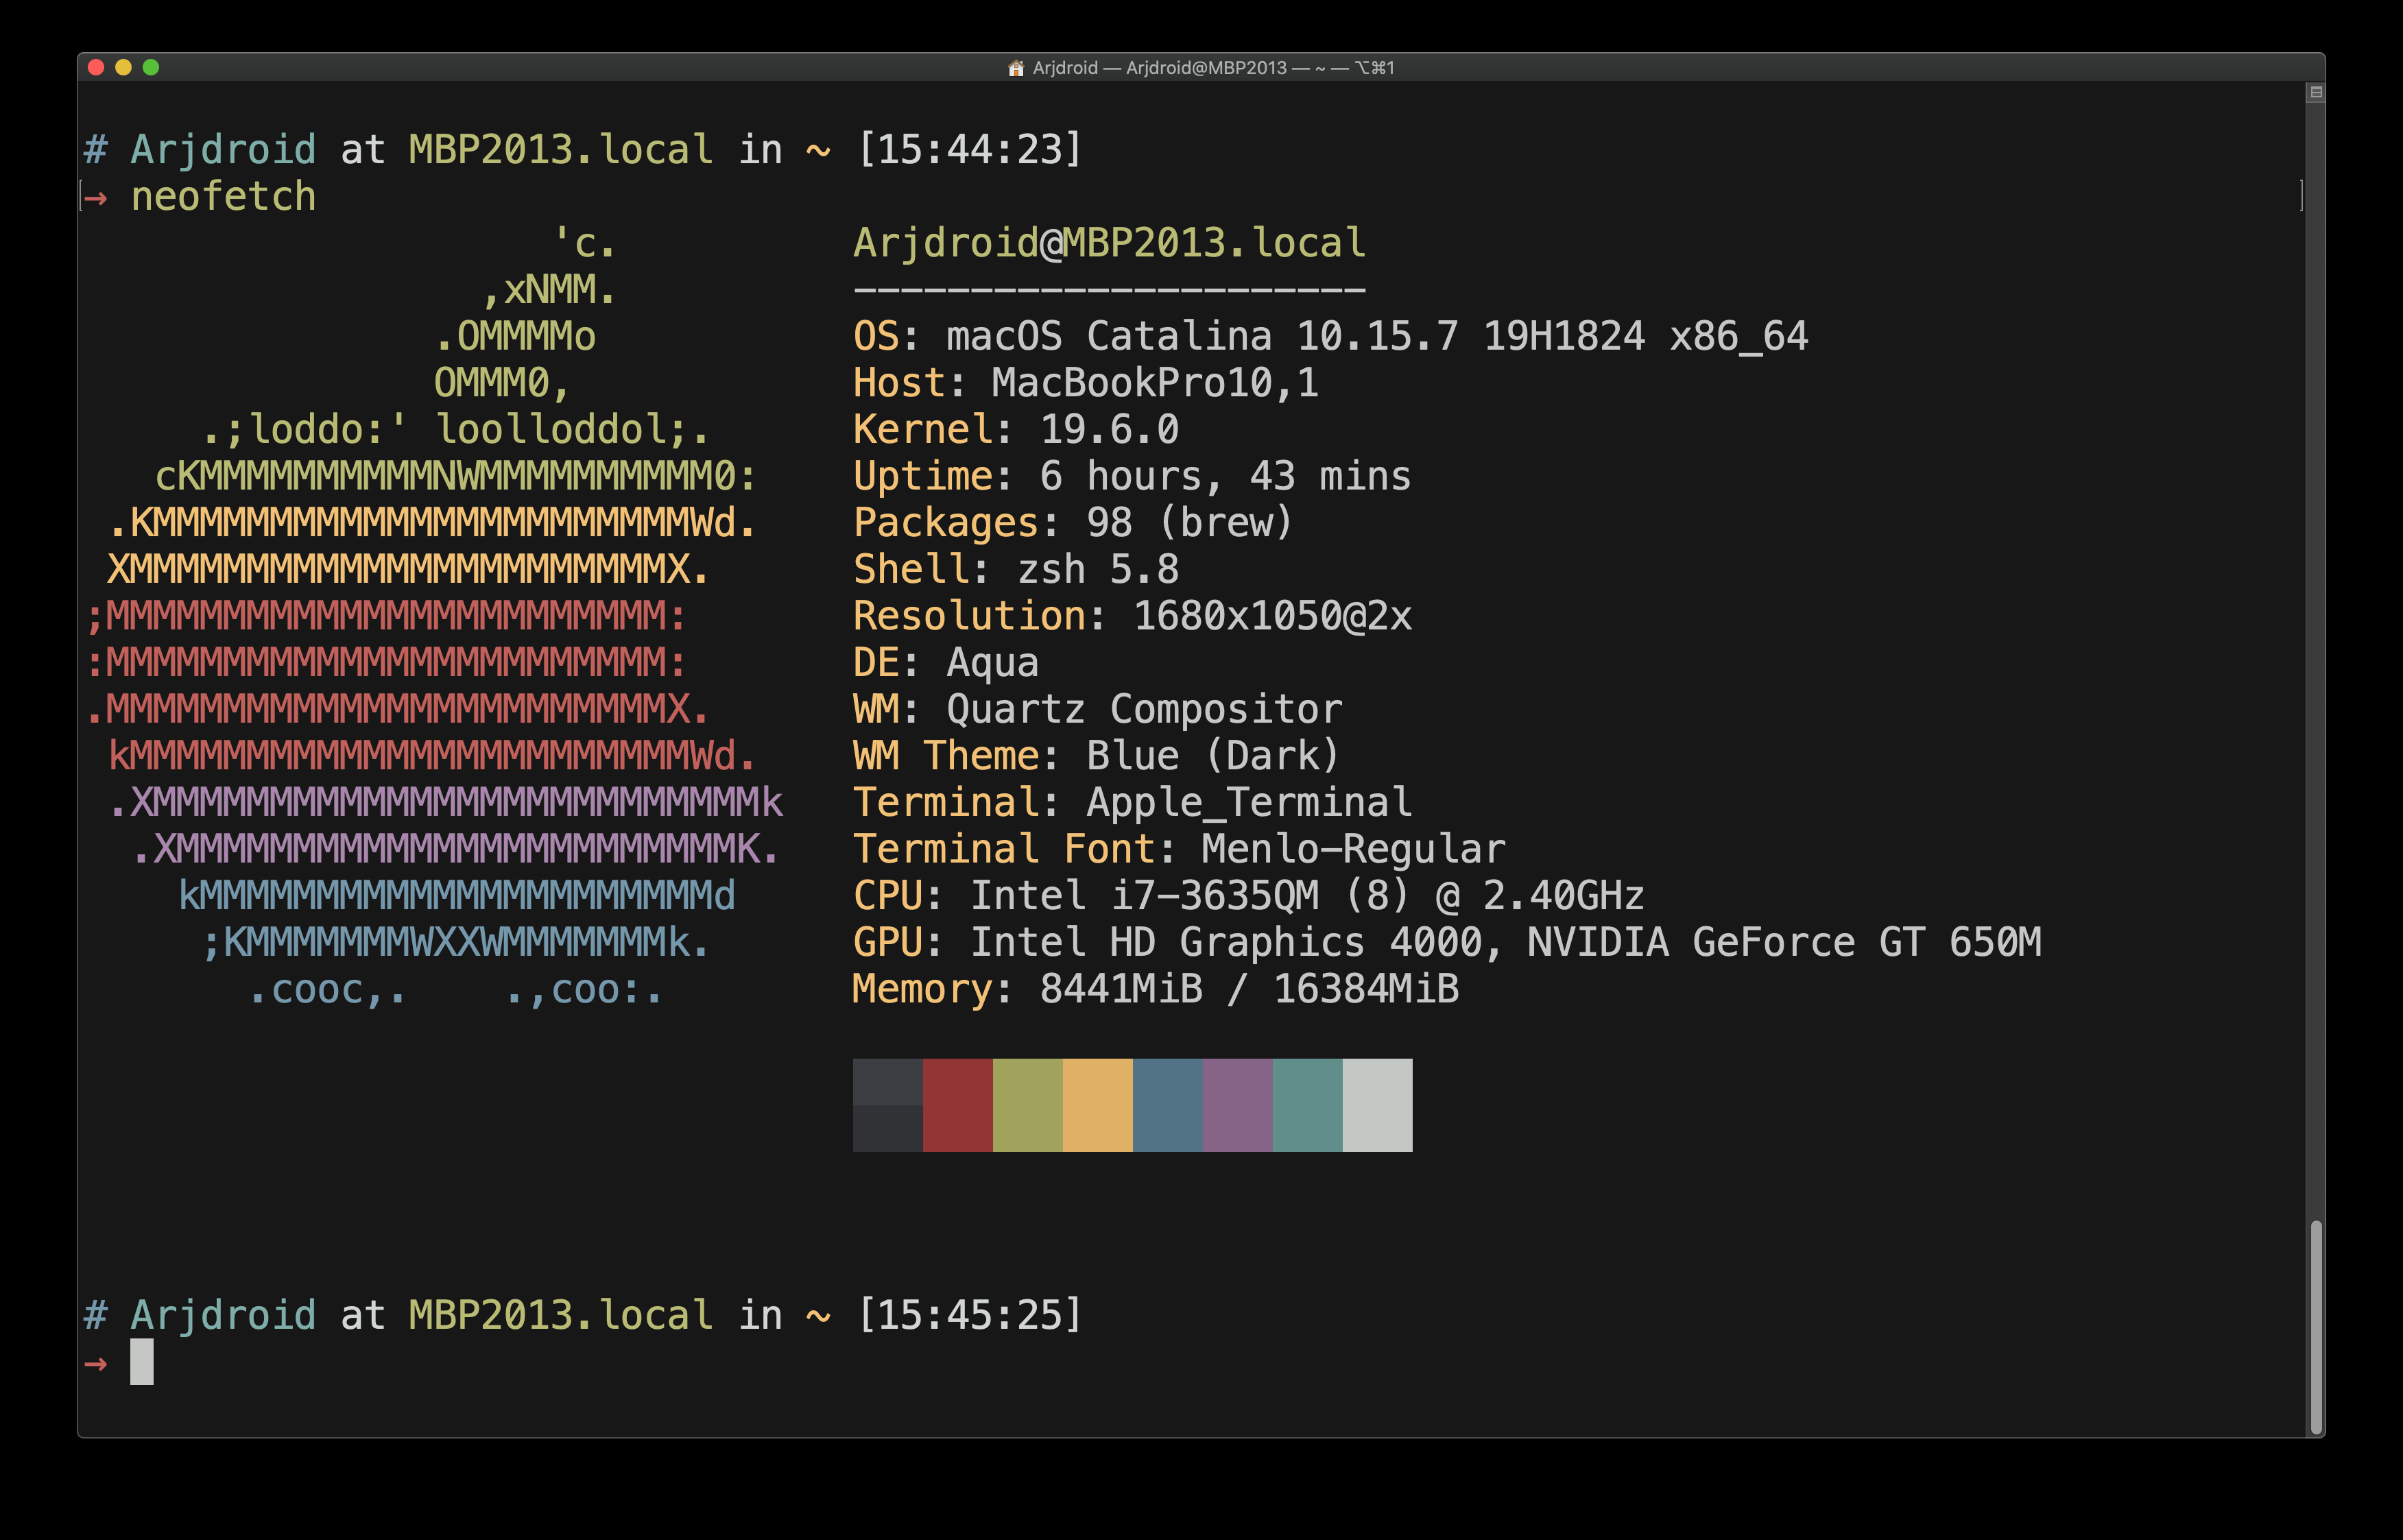 Arjdroid — Arjdroid@MBP2013 — ~ — ⌥⌘1
# Arjdroid at MBP2013.local in ~ [15:44:23]
→ neofetch
'c. Arjdroid@MBP2013.local
,xNMM. ----------------------
.OMMMMo OS: macOS Catalina 10.15.7 19H1824 x86_64
OMMM0, Host: MacBookPro10,1
.;loddo:' loolloddol;. Kernel: 19.6.0
cKMMMMMMMMMMNWMMMMMMMMMM0: Uptime: 6 hours, 43 mins
.KMMMMMMMMMMMMMMMMMMMMMMMWd. Packages: 98 (brew)
XMMMMMMMMMMMMMMMMMMMMMMMX. Shell: zsh 5.8
;MMMMMMMMMMMMMMMMMMMMMMMM: Resolution: 1680x1050@2x
:MMMMMMMMMMMMMMMMMMMMMMMM: DE: Aqua
.MMMMMMMMMMMMMMMMMMMMMMMMX. WM: Quartz Compositor
kMMMMMMMMMMMMMMMMMMMMMMMMWd. WM Theme: Blue (Dark)
.XMMMMMMMMMMMMMMMMMMMMMMMMMMk Terminal: Apple_Terminal
.XMMMMMMMMMMMMMMMMMMMMMMMMK. Terminal Font: Menlo-Regular
kMMMMMMMMMMMMMMMMMMMMMMd CPU: Intel i7-3635QM (8) @ 2.40GHz
;KMMMMMMMWXXWMMMMMMMk. GPU: Intel HD Graphics 4000, NVIDIA GeForce GT 650M
.cooc,. .,coo:. Memory: 8441MiB / 16384MiB
# Arjdroid at MBP2013.local in ~ [15:45:25]
→